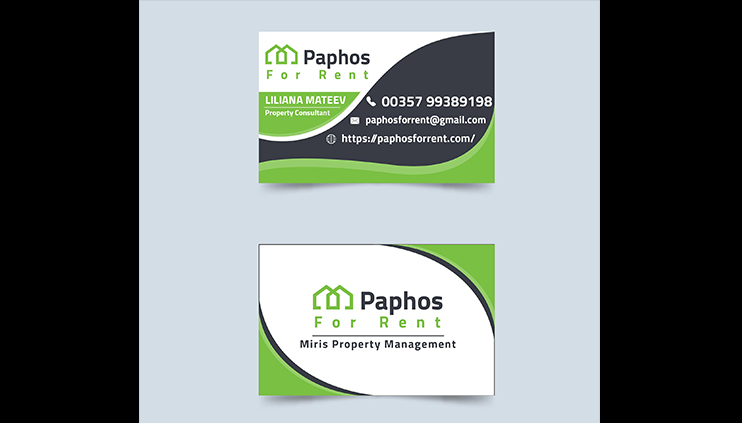 Paphos
For Rent
LILIANA MATEEV
Property Consultant
00357 99389198
paphosforrent@gmail.com
https://paphosforrent.com/
Paphos
For Rent
Miris Property Management